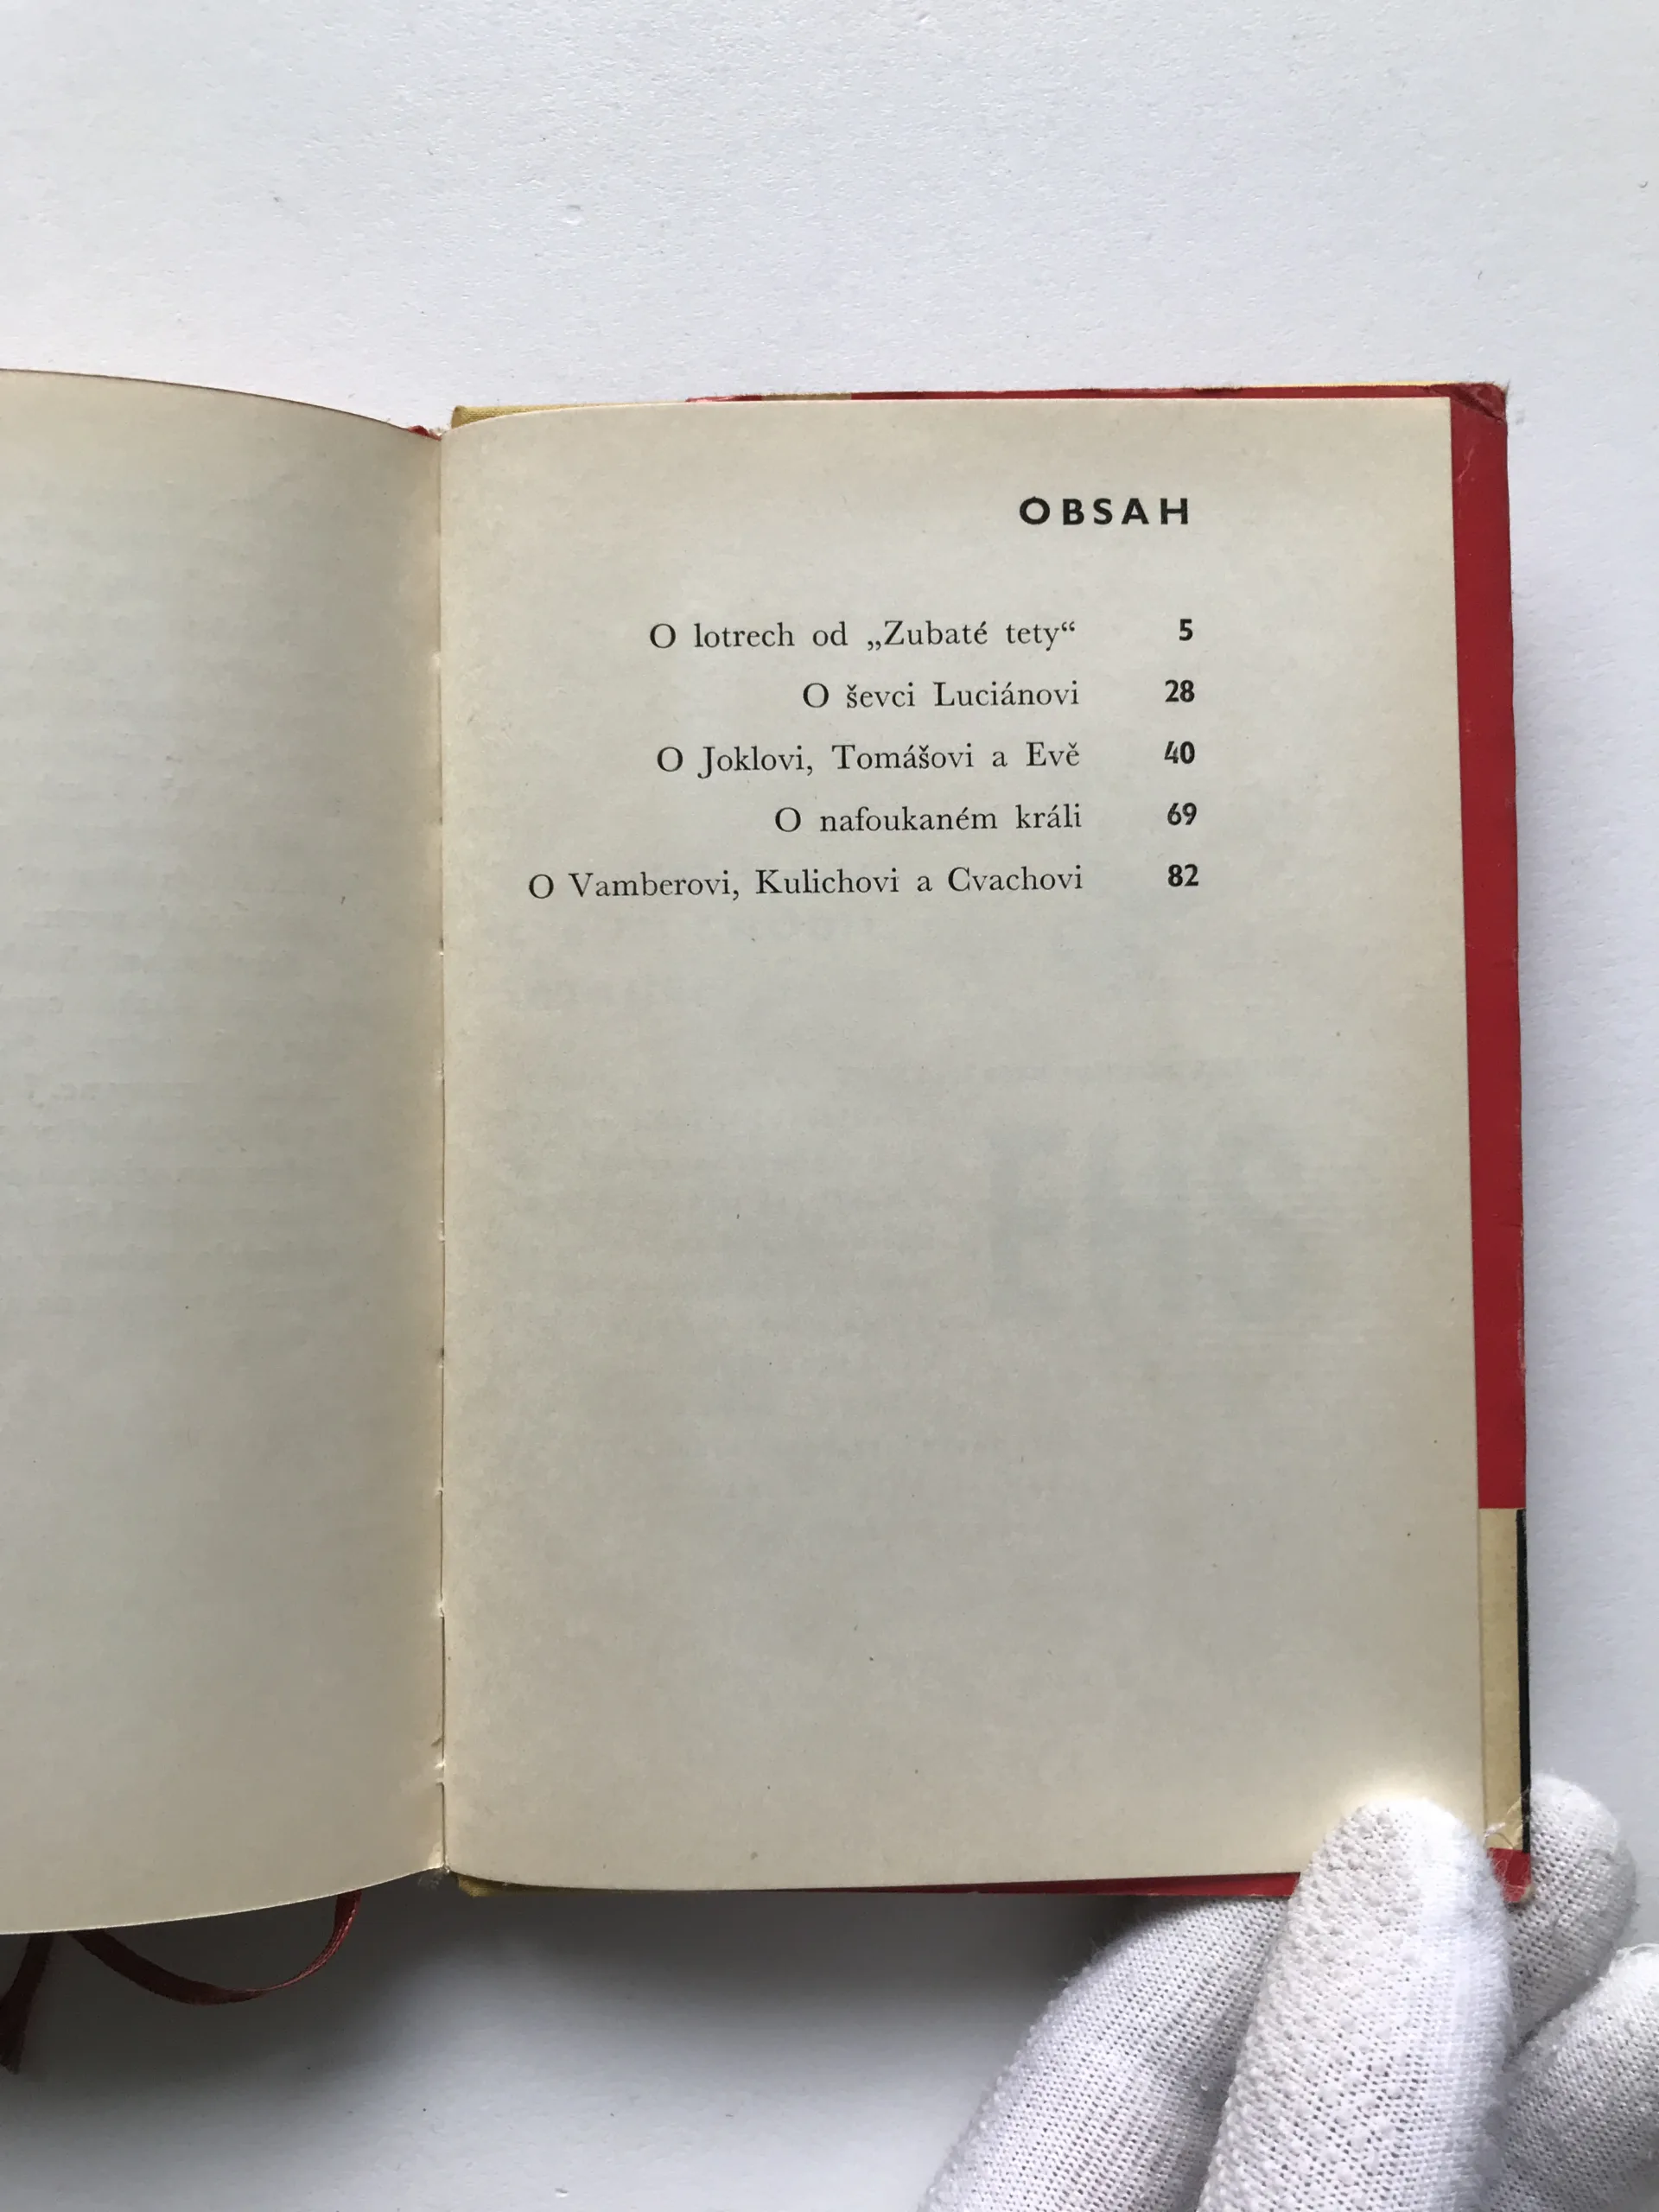 OBSAH
O lotrech od „Zubaté tety“ 5
O ševci Luciánovi 28
O Joklovi, Tomášovi a Evě 40
O nafoukaném králi 69
O Vamberovi, Kulichovi a Cvachovi 82